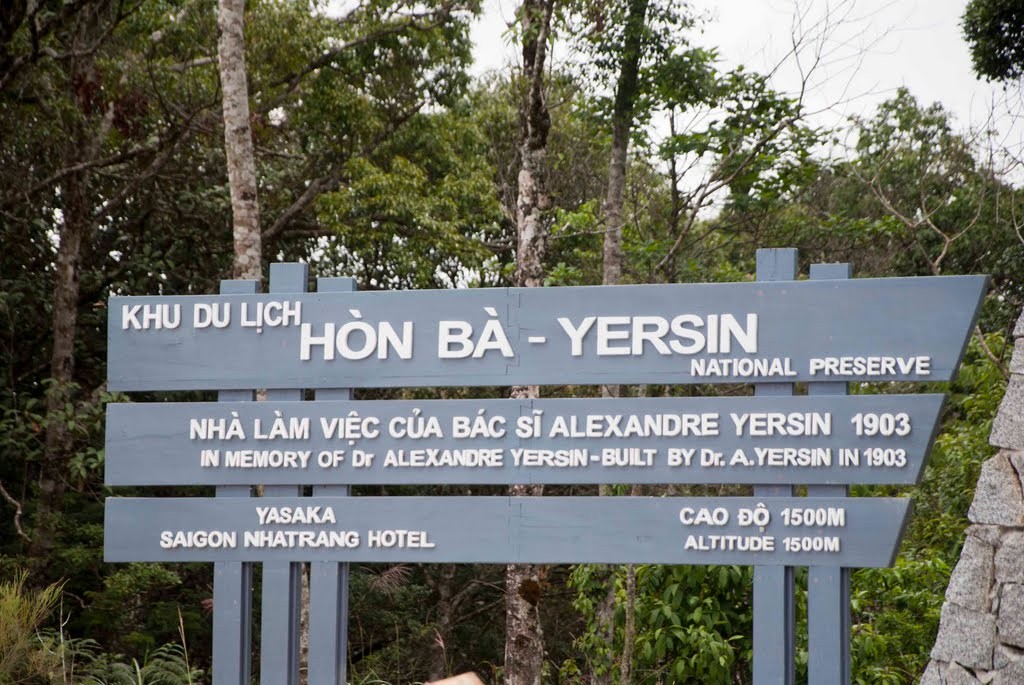 KHU DU LỊCH
HÒN BÀ - YERSIN
NATIONAL PRESERVE
NHÀ LÀM VIỆC CỦA BÁC SĨ ALEXANDRE YERSIN 1903
IN MEMORY OF Dr ALEXANDRE YERSIN-BUILT BY Dr. A.YERSIN IN 1903
YASAKA
SAIGON NHATRANG HOTEL
CAO ĐỘ 1500M
ALTITUDE 1500M